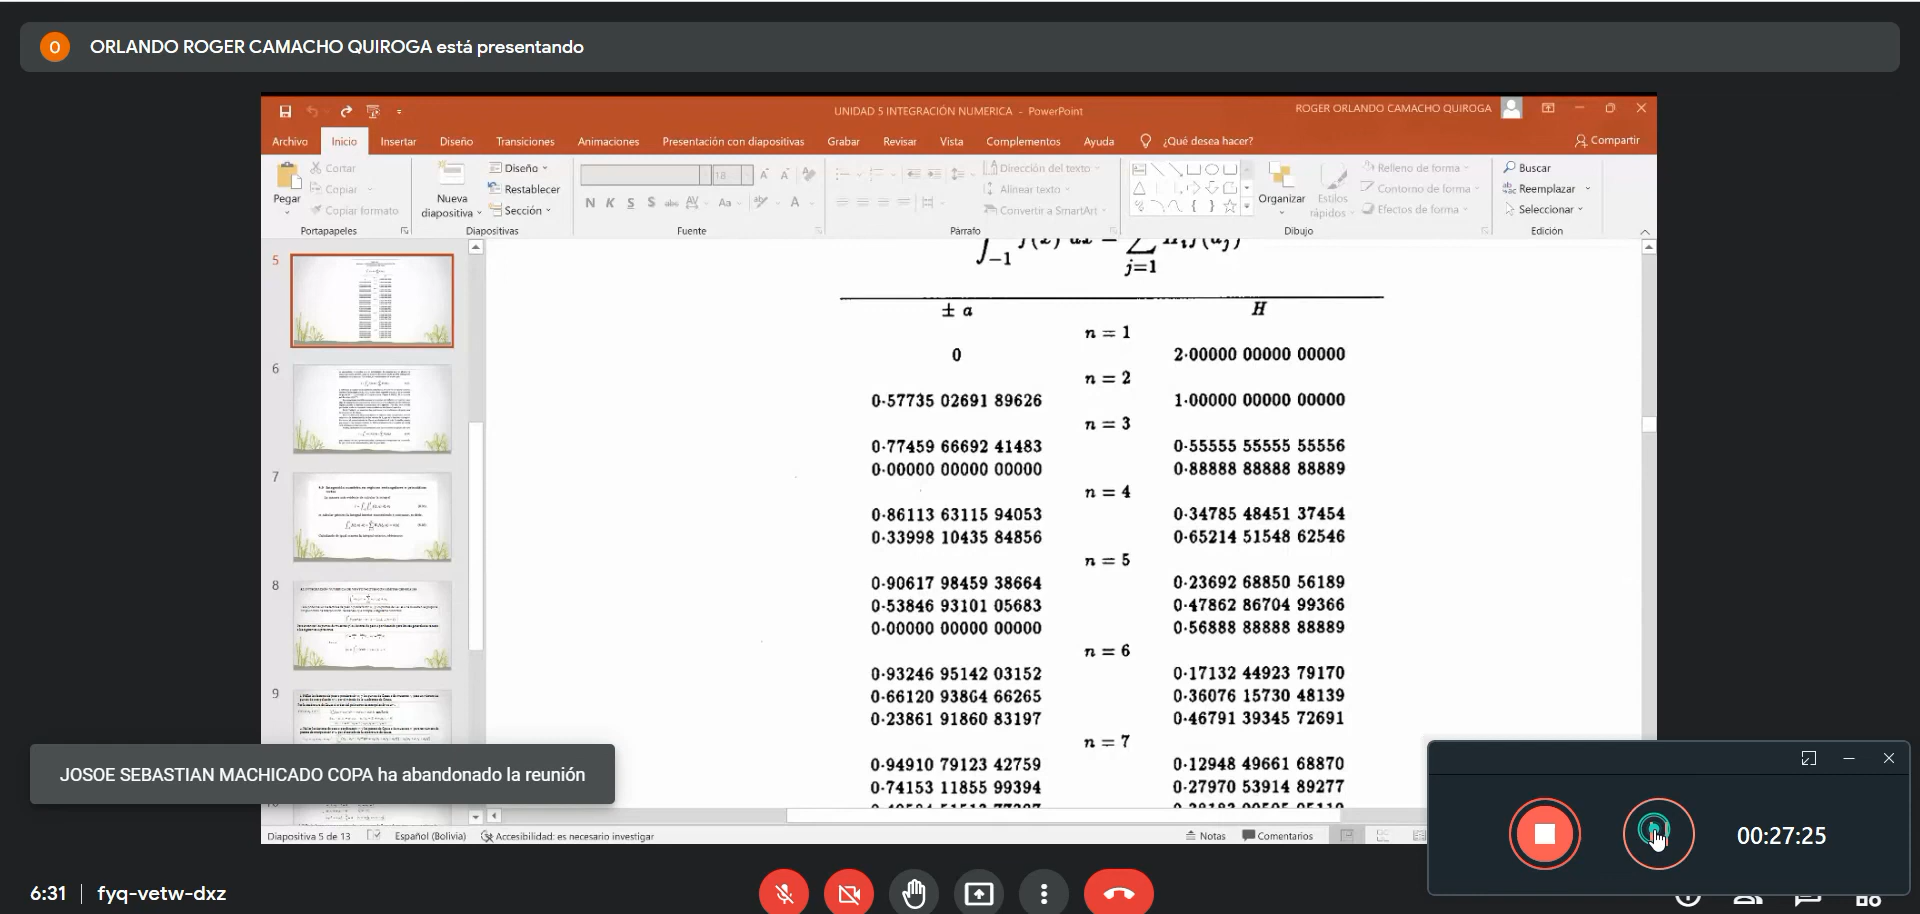 O ORLANDO ROGER CAMACHO QUIROGA está presentando
UNIDAD 5 INTEGRACIÓN NUMERICA - PowerPoint
ROGER ORLANDO CAMACHO QUIROGA
Archivo Inicio Insertar Diseño Transiciones Animaciones Presentación con diapositivas Grabar Revisar Vista Complementos Ayuda ¿Qué desea hacer? Compartir
Pegar
Cortar
Copiar
Copiar formato
Portapapeles
Nueva diapositiva
Diseño
Restablecer
Sección
Diapositivas
18
N K S S abc AV Aa A
Fuente
Dirección del texto
Alinear texto
Convertir a SmartArt
Párrafo
Organizar
Estilos rápidos
Relleno de forma
Contorno de forma
Efectos de forma
Dibujo
Buscar
Reemplazar
Seleccionar
Edición
5
6
7
8
9
j=1
± a H
n = 1
0 2·00000 00000 00000
n = 2
0·57735 02691 89626 1·00000 00000 00000
n = 3
0·77459 66692 41483 0·55555 55555 55556
0·00000 00000 00000 0·88888 88888 88889
n = 4
0·86113 63115 94053 0·34785 48451 37454
0·33998 10435 84856 0·65214 51548 62546
n = 5
0·90617 98459 38664 0·23692 68850 56189
0·53846 93101 05683 0·47862 86704 99366
0·00000 00000 00000 0·56888 88888 88889
n = 6
0·93246 95142 03152 0·17132 44923 79170
0·66120 93864 66265 0·36076 15730 48139
0·23861 91860 83197 0·46791 39345 72691
n = 7
0·94910 79123 42759 0·12948 49661 68870
0·74153 11855 99394 0·27970 53914 89277
JOSOE SEBASTIAN MACHICADO COPA ha abandonado la reunión
Diapositiva 5 de 13 Español (Bolivia) Accesibilidad: es necesario investigar Notas Comentarios
00:27:25
6:31 | fyq-vetw-dxz